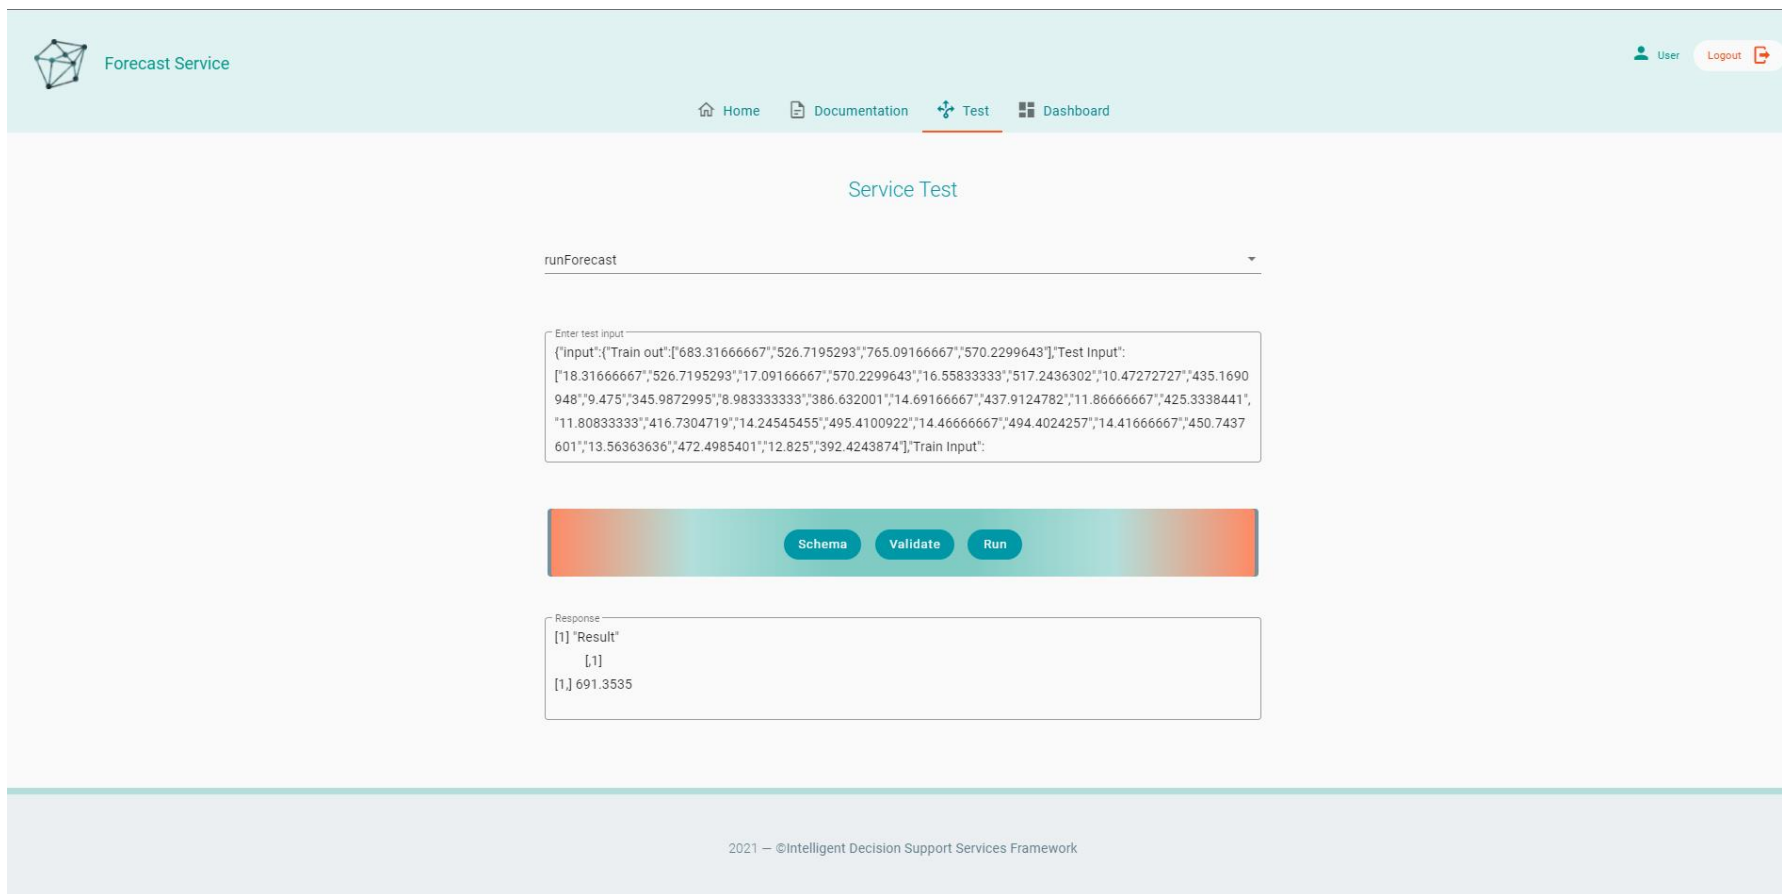 Forecast Service
User
Logout
Home
Documentation
Test
Dashboard
Service Test
runForecast
Enter test input
{"input":{"Train out":["683.31666667","526.7195293","765.09166667","570.2299643"],"Test Input":
["18.31666667","526.7195293","17.09166667","570.2299643","16.55833333","517.2436302","10.47272727","435.1690
948","9.475","345.9872995","8.983333333","386.632001","14.69166667","437.9124782","11.86666667","425.3338441",
"11.80833333","416.7304719","14.24545455","495.4100922","14.46666667","494.4024257","14.41666667","450.7437
601","13.56363636","472.4985401","12.825","392.4243874"],"Train Input":
Schema
Validate
Run
Response
[1] "Result"
[,1]
[1,] 691.3535
2021 — ©Intelligent Decision Support Services Framework